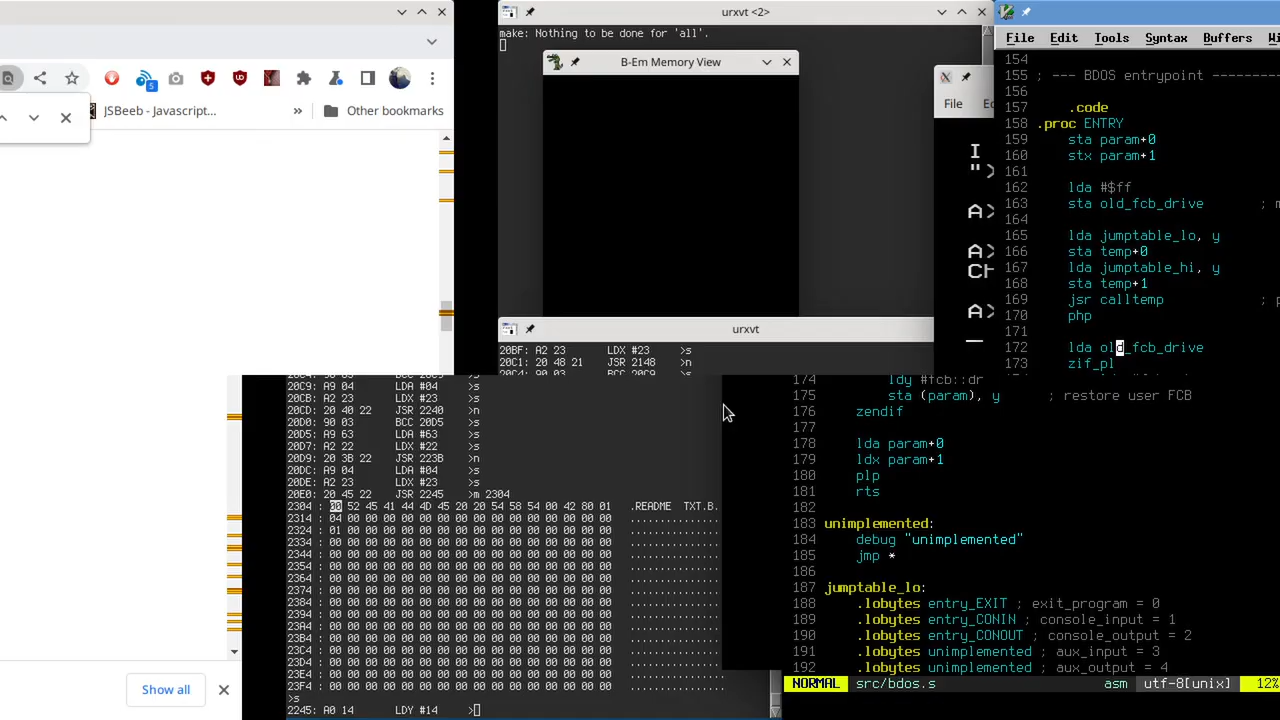 5
JSBeeb - Javascript...
»
Other bookmarks
Show all
urxvt <2>
make: Nothing to be done for 'all'.
B-Em Memory View
urxvt
20BF: A2 23 LDX #23 >s
20C1: 20 48 21 JSR 2148 >n
20C9: A9 04 LDA #04 >s
20CB: A2 23 LDX #23 >s
20CD: 20 40 22 JSR 2240 >n
20D0: 90 03 BCC 20D5 >s
20D5: A9 63 LDA #63 >s
20D7: A2 22 LDX #22 >s
20D9: 20 3B 22 JSR 223B >n
20DC: A9 04 LDA #04 >s
20DE: A2 23 LDX #23 >s
20E0: 20 45 22 JSR 2245 >m 2304
2304 : 00 52 45 41 44 4D 45 20 20 54 58 54 00 42 80 01 .README  TXT.B..
2314 : 04 00 00 00 00 00 00 00 00 00 00 00 00 00 00 00 ................
2324 : 01 00 00 00 00 00 00 00 00 00 00 00 00 00 00 00 ................
2334 : 00 00 00 00 00 00 00 00 00 00 00 00 00 00 00 00 ................
2344 : 00 00 00 00 00 00 00 00 00 00 00 00 00 00 00 00 ................
2354 : 00 00 00 00 00 00 00 00 00 00 00 00 00 00 00 00 ................
2364 : 00 00 00 00 00 00 00 00 00 00 00 00 00 00 00 00 ................
2374 : 00 00 00 00 00 00 00 00 00 00 00 00 00 00 00 00 ................
2384 : 00 00 00 00 00 00 00 00 00 00 00 00 00 00 00 00 ................
2394 : 00 00 00 00 00 00 00 00 00 00 00 00 00 00 00 00 ................
23A4 : 00 00 00 00 00 00 00 00 00 00 00 00 00 00 00 00 ................
23B4 : 00 00 00 00 00 00 00 00 00 00 00 00 00 00 00 00 ................
23C4 : 00 00 00 00 00 00 00 00 00 00 00 00 00 00 00 00 ................
23D4 : 00 00 00 00 00 00 00 00 00 00 00 00 00 00 00 00 ................
23E4 : 00 00 00 00 00 00 00 00 00 00 00 00 00 00 00 00 ................
23F4 : 00 00 00 00 00 00 00 00 00 00 00 00 00 00 00 00 ................
>s
2245: A0 14 LDY #14 >
File
I
">
A>
A>
Ch
A>
File Edit Tools Syntax Buffers
154
155 ; --- BDOS entrypoint ---------
156
157 .code
158 .proc ENTRY
159 sta param+0
160 stx param+1
161
162 lda #$ff
163 sta old_fcb_drive ;
164
165 lda jumptable_lo, y
166 sta temp+0
167 lda jumptable_hi, y
168 sta temp+1
169 jsr calltemp ;
170 php
171
172 lda old_fcb_drive
173 zif_pl
174 ldy #fcb::dr
175 sta (param), y ; restore user FCB
176 zendif
177
178 lda param+0
179 ldx param+1
180 plp
181 rts
182
183 unimplemented:
184 debug "unimplemented"
185 jmp *
186
187 jumptable_lo:
188 .lobytes entry_EXIT ; exit_program = 0
189 .lobytes entry_CONIN ; console_input = 1
190 .lobytes entry_CONOUT ; console_output = 2
191 .lobytes unimplemented ; aux_input = 3
192 .lobytes unimplemented ; aux_output = 4
NORMAL src/bdos.s asm utf-8[unix] 12%